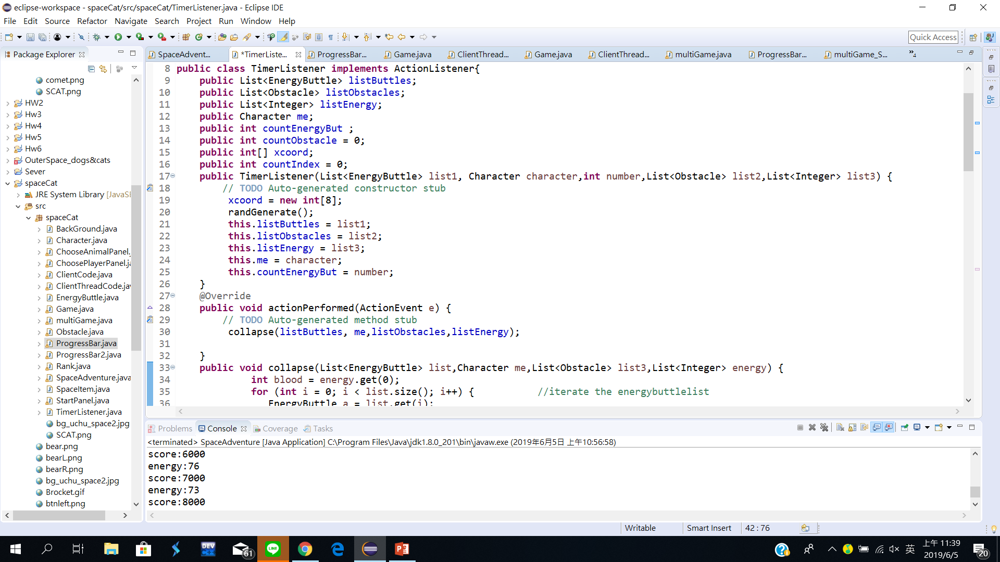 eclipse-workspace - spaceCat/src/spaceCat/TimerListener.java - Eclipse IDE
File Edit Source Refactor Navigate Search Project Run Window Help
Quick Access
Package Explorer
SpaceAdvent... *TimerListe... ProgressBar... Game.java ClientThread... Game.java ClientThread... multiGame.java ProgressBar... multiGame_S... »4
comet.png
SCAT.png
HW2
Hw3
Hw4
Hw5
Hw6
OuterSpace_dogs&cats
Sever
spaceCat
JRE System Library [JavaSI
src
spaceCat
BackGround.java
Character.java
ChooseAnimalPanel.
ChoosePlayerPanel.ja
ClientCode.java
ClientThreadCode.jav
EnergyButtle.java
Game.java
multiGame.java
Obstacle.java
ProgressBar.java
ProgressBar2.java
Rank.java
SpaceAdventure.java
SpaceItem.java
StartPanel.java
TimerListener.java
bg_uchu_space2.jpg
SCAT.png
bear.png
bearL.png
bearR.png
bg_uchu_space2.jpg
Brocket.gif
btnleft.png
8 public class TimerListener implements ActionListener{
9 public List<EnergyButtle> listButtles;
10 public List<Obstacle> listObstacles;
11 public List<Integer> listEnergy;
12 public Character me;
13 public int countEnergyBut ;
14 public int countObstacle = 0;
15 public int[] xcoord;
16 public int countIndex = 0;
17 public TimerListener(List<EnergyButtle> list1, Character character,int number,List<Obstacle> list2,List<Integer> list3) {
18 // TODO Auto-generated constructor stub
19 xcoord = new int[8];
20 randGenerate();
21 this.listButtles = list1;
22 this.listObstacles = list2;
23 this.listEnergy = list3;
24 this.me = character;
25 this.countEnergyBut = number;
26 }
27 @Override
28 public void actionPerformed(ActionEvent e) {
29 // TODO Auto-generated method stub
30 collapse(listButtles, me,listObstacles,listEnergy);
31
32 }
33 public void collapse(List<EnergyButtle> list,Character me,List<Obstacle> list3,List<Integer> energy) {
34 int blood = energy.get(0);
35 for (int i = 0; i < list.size(); i++) { //iterate the energybuttlelist
36 EnergyButtle a = list.get(i);
Problems Console Coverage Tasks
<terminated> SpaceAdventure [Java Application] C:\Program Files\Java\jdk1.8.0_201\bin\javaw.exe (2019年6月5日 上午10:56:58)
score:6000
energy:76
score:7000
energy:73
score:8000
Writable Smart Insert 42 : 76
DEV C++ 61 LINE 英 上午 11:39
2019/6/5 20